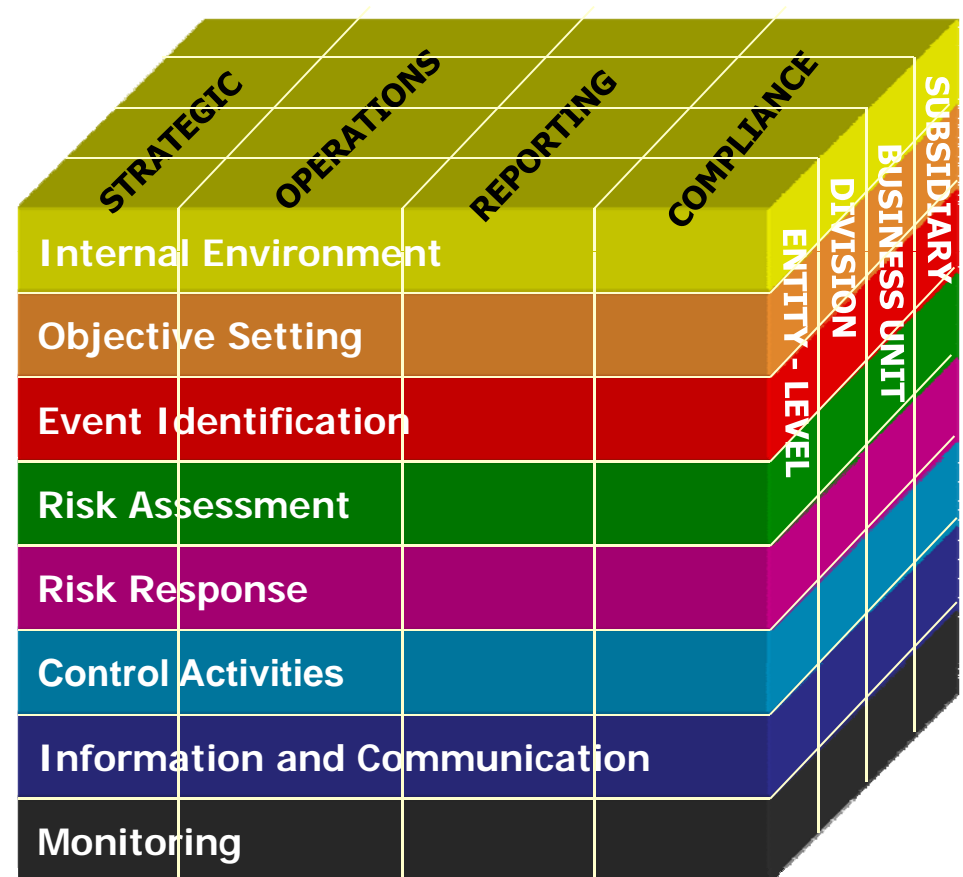 STRATEGIC
OPERATIONS
REPORTING
COMPLIANCE
Internal Environment
Objective Setting
Event Identification
Risk Assessment
Risk Response
Control Activities
Information and Communication
Monitoring
ENTITY - LEVEL
DIVISION
BUSINESS UNIT
SUBSIDIARY